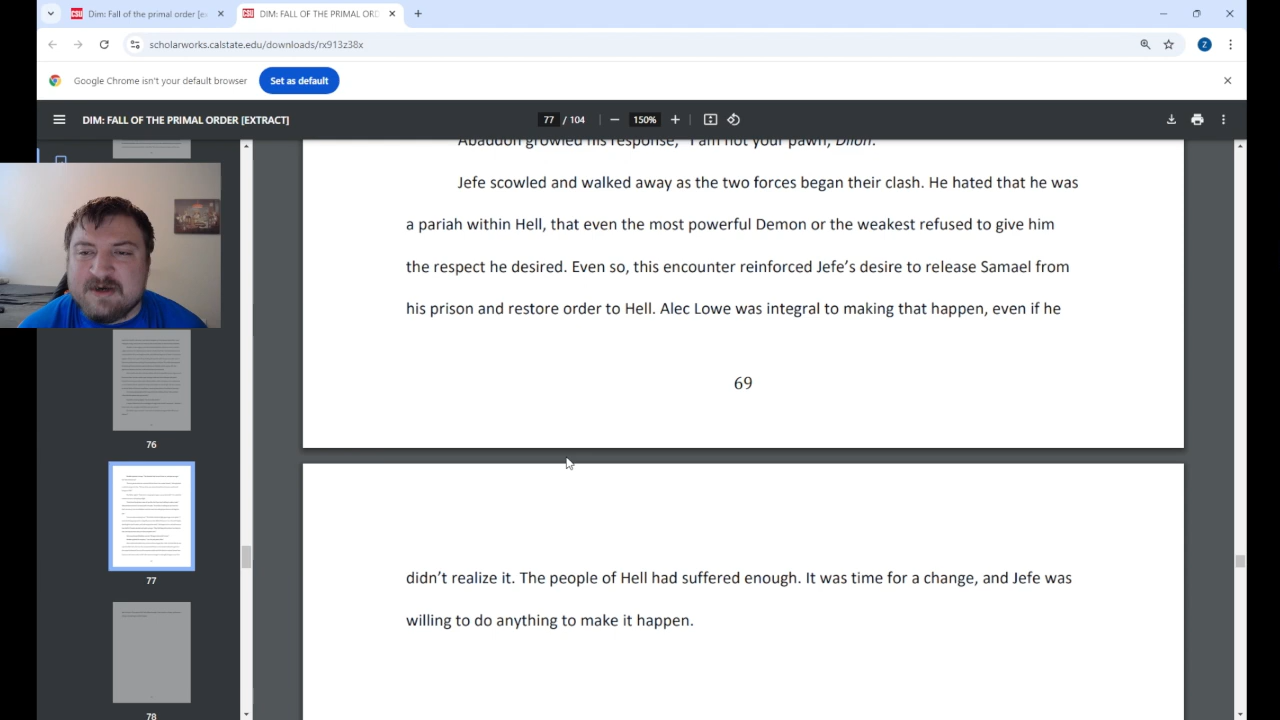 DIM: Fall of the primal order [ex
DIM: FALL OF THE PRIMAL ORD
scholarworks.calstate.edu/downloads/rx913z38x
Z
Google Chrome isn't your default browser
Set as default
DIM: FALL OF THE PRIMAL ORDER [EXTRACT]
77 / 104
150%
Abaddon growled his response, "I am not your pawn, Dilon."
Jefe scowled and walked away as the two forces began their clash. He hated that he was
a pariah within Hell, that even the most powerful Demon or the weakest refused to give him
the respect he desired. Even so, this encounter reinforced Jefe's desire to release Samael from
his prison and restore order to Hell. Alec Lowe was integral to making that happen, even if he
69
76
77
78
didn't realize it. The people of Hell had suffered enough. It was time for a change, and Jefe was
willing to do anything to make it happen.